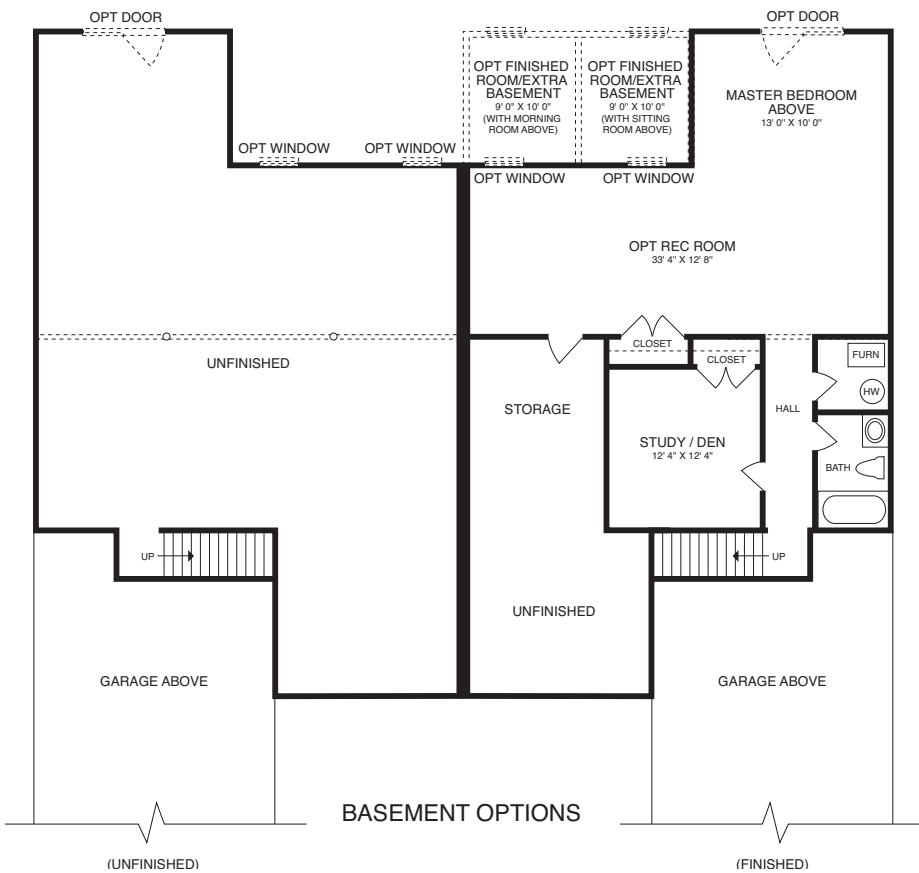 OPT DOOR
OPT DOOR
OPT FINISHED
ROOM/EXTRA
BASEMENT
9' 0" X 10' 0"
(WITH MORNING
ROOM ABOVE)
OPT FINISHED
ROOM/EXTRA
BASEMENT
9' 0" X 10' 0"
(WITH SITTING
ROOM ABOVE)
MASTER BEDROOM
ABOVE
13' 0" X 10' 0"
OPT WINDOW
OPT WINDOW
OPT WINDOW
OPT WINDOW
OPT REC ROOM
33' 4" X 12' 8"
UNFINISHED
CLOSET
CLOSET
FURN
HW
STORAGE
HALL
STUDY / DEN
12' 4" X 12' 4"
BATH
UP
UP
UNFINISHED
GARAGE ABOVE
GARAGE ABOVE
BASEMENT OPTIONS
(UNFINISHED)
(FINISHED)